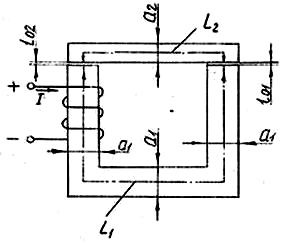 a₂
L₂
l₀₂
+
I
l₀₁
a₁
a₁
a₁
−
L₁